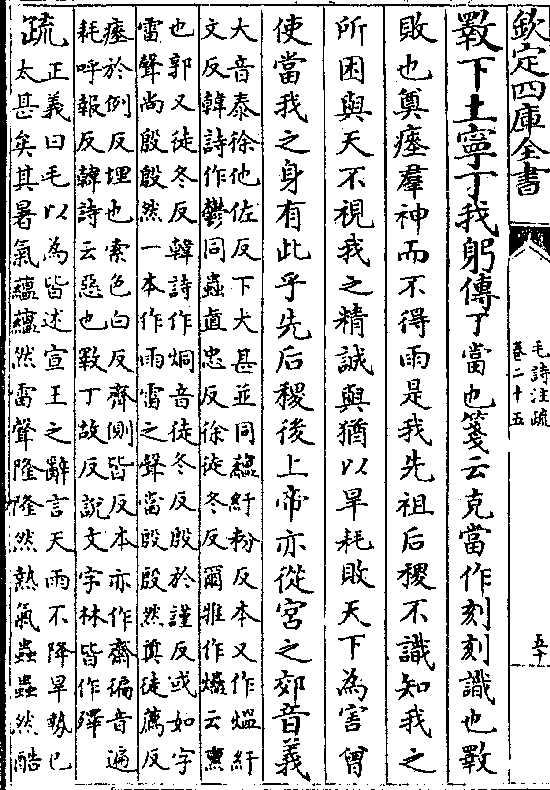 欽定四庫全書
毛詩注疏
卷二十五
五十
斁下土寧丁我躬傳丁當也箋云克當作刻刻識也斁
敗也奠瘞羣神而不得雨是我先祖后稷不識知我之
所困與天不視我之精誠與猶以旱耗敗天下為害曾
使當我之身有此乎先后稷後上帝亦從宮之郊音義
大音泰徐他佐反下大甚並同蘊紆粉反本又作煴紆
文反韓詩作鬱同蟲直忠反徐徒冬反爾雅作爞云熏
也郭又徒冬反韓詩作烔音徒冬反殷於謹反或如字
雷聲尚殷殷然一本作雨雷之聲當殷殷然奠徒薦反
瘞於例反埋也索色白反齊側皆反本亦作齋徧音遍
耗呼報反韓詩云惡也斁丁故反說文字林皆作殬
疏正義曰毛以為皆述宣王之辭言天雨不降旱勢已
太甚矣其暑氣蘊蘊然雷聲隆隆然熱氣蟲蟲然酷